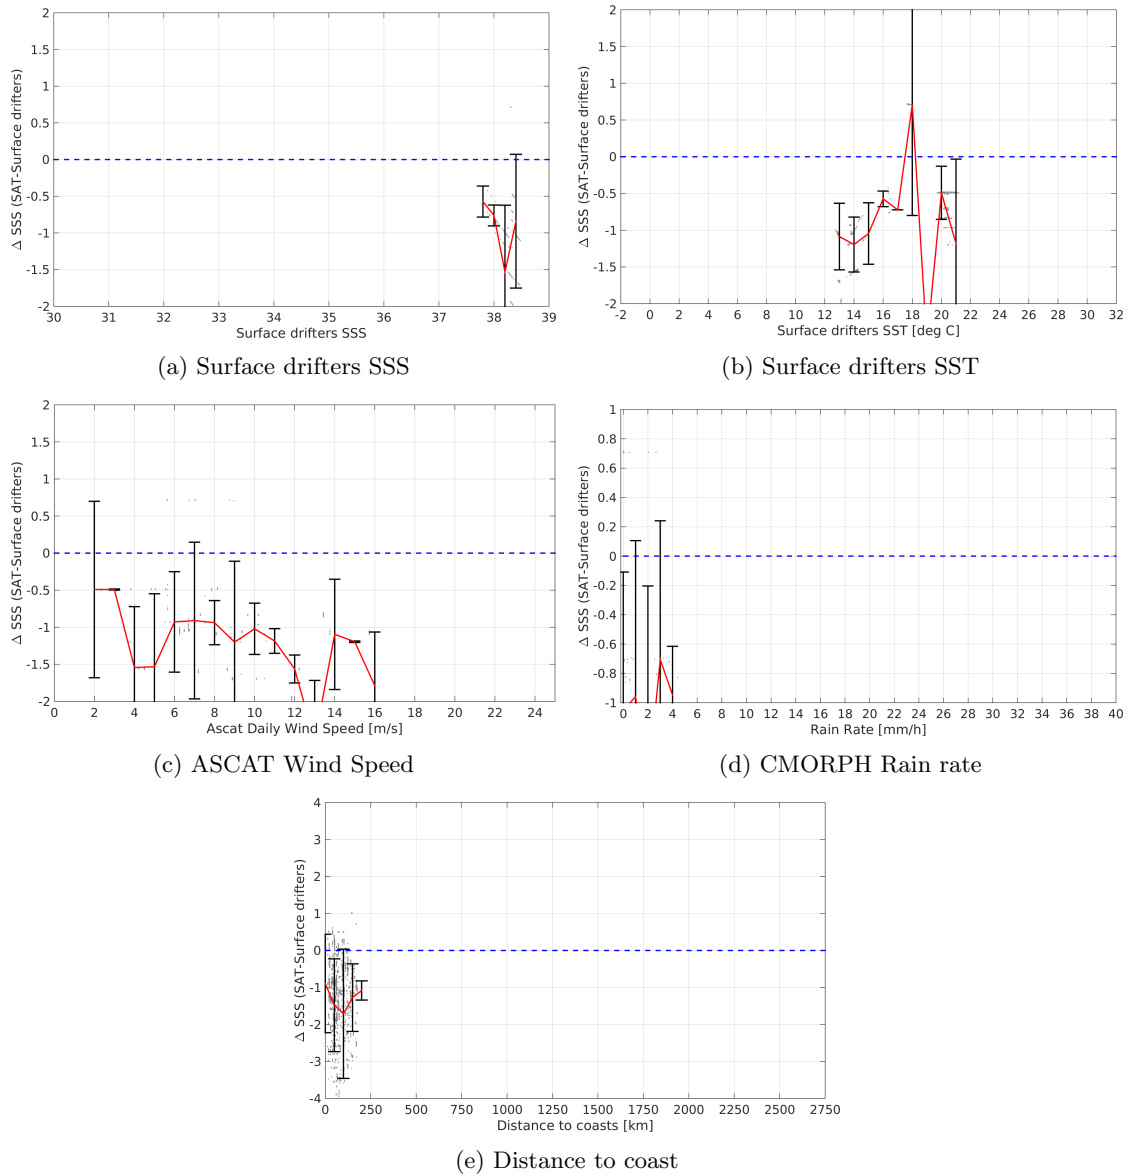 2
1.5
1
0.5
0
-0.5
-1
-1.5
-2
Δ SSS (SAT-Surface drifters)
30 31 32 33 34 35 36 37 38 39
Surface drifters SSS
(a) Surface drifters SSS
2
1.5
1
0.5
0
-0.5
-1
-1.5
-2
Δ SSS (SAT-Surface drifters)
-2 0 2 4 6 8 10 12 14 16 18 20 22 24 26 28 30 32
Surface drifters SST [deg C]
(b) Surface drifters SST
2
1.5
1
0.5
0
-0.5
-1
-1.5
-2
Δ SSS (SAT-Surface drifters)
0 2 4 6 8 10 12 14 16 18 20 22 24
Ascat Daily Wind Speed [m/s]
(c) ASCAT Wind Speed
1
0.8
0.6
0.4
0.2
0
-0.2
-0.4
-0.6
-0.8
-1
Δ SSS (SAT-Surface drifters)
0 2 4 6 8 10 12 14 16 18 20 22 24 26 28 30 32 34 36 38 40
Rain Rate [mm/h]
(d) CMORPH Rain rate
4
3
2
1
0
-1
-2
-3
-4
Δ SSS (SAT-Surface drifters)
0 250 500 750 1000 1250 1500 1750 2000 2250 2500 2750
Distance to coasts [km]
(e) Distance to coast